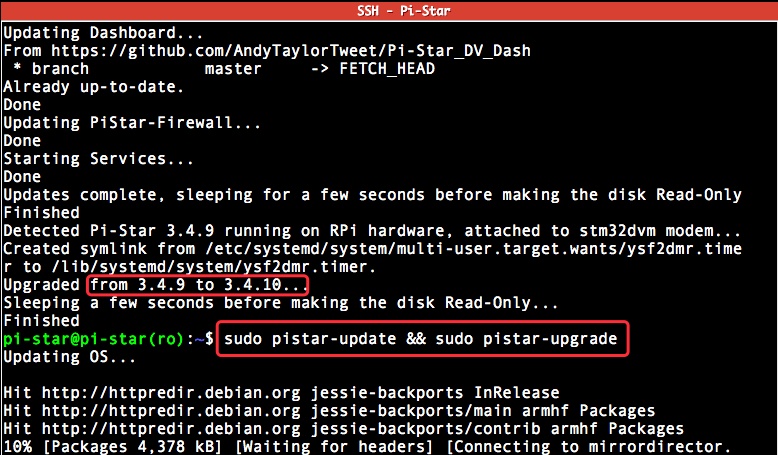 SSH - Pi-Star
Updating Dashboard...
From https://github.com/AndyTaylorTweet/Pi-Star_DV_Dash
 * branch            master     -> FETCH_HEAD
Already up-to-date.
Done
Updating PiStar-Firewall...
Done
Starting Services...
Done
Updates complete, sleeping for a few seconds before making the disk Read-Only
Finished
Detected Pi-Star 3.4.9 running on RPi hardware, attached to stm32dvm modem...
Created symlink from /etc/systemd/system/multi-user.target.wants/ysf2dmr.time
r to /lib/systemd/system/ysf2dmr.timer.
Upgraded from 3.4.9 to 3.4.10...
Sleeping a few seconds before making the disk Read-Only...
Finished
pi-star@pi-star(ro):~$ sudo pistar-update && sudo pistar-upgrade
Updating OS...
Hit http://httpredir.debian.org jessie-backports InRelease
Hit http://httpredir.debian.org jessie-backports/main armhf Packages
Hit http://httpredir.debian.org jessie-backports/contrib armhf Packages
10% [Packages 4,378 kB] [Waiting for headers] [Connecting to mirrordirector.